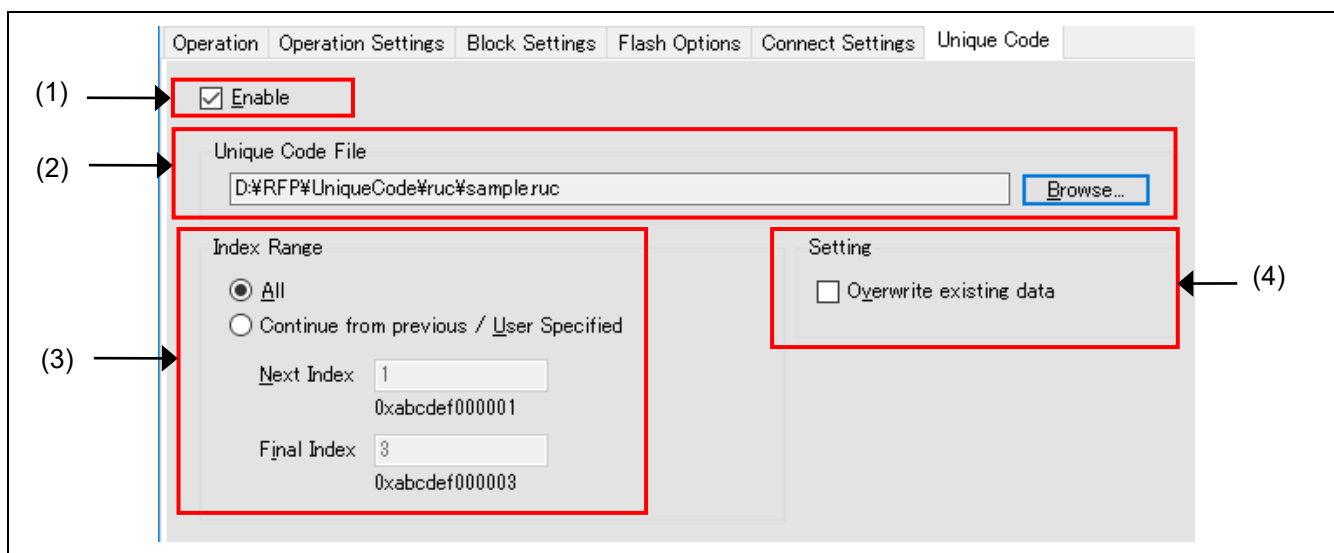 Operation Operation Settings Block Settings Flash Options Connect Settings Unique Code
(1)
Enable
(2)
Unique Code File
D:¥RFP¥UniqueCode¥ruc¥sample.ruc
Browse...
Index Range
Setting
All
Overwrite existing data
(4)
Continue from previous / User Specified
(3)
Next Index 1
0xabcdef000001
Final Index 3
0xabcdef000003